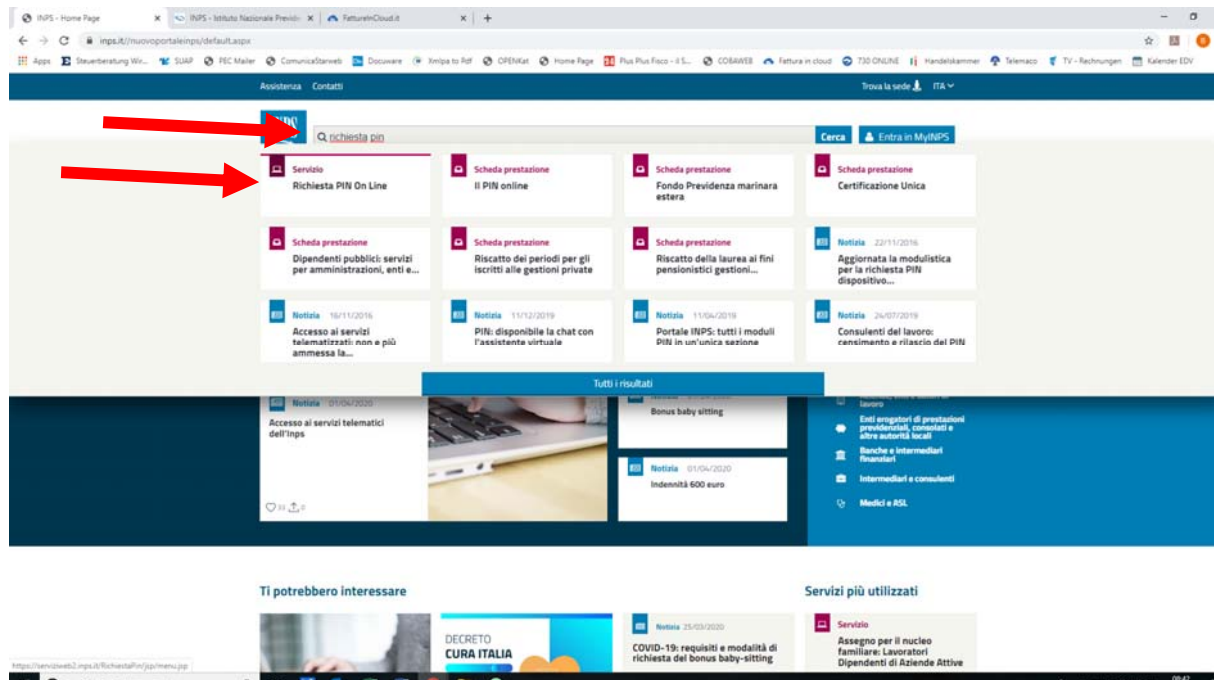 INPS - Home Page
INPS - Istituto Nazionale Previd
FattureInCloud.it
inps.it//nuovoportaleinps/default.aspx
Apps Steuerberatung Wir... SUAP PEC Mailer ComunicaStarweb Docuware Xmlpa to Pdf OPENKat Home Page Plus Plus Fisco - il S... COBAWEB Fattura in cloud 730 ONLINE Handelskammer Telemaco TV - Rechnungen Kalender EDV
Assistenza Contatti Trova la sede ITA
richiesta pin Cerca Entra in MyINPS
Servizio
Richiesta PIN On Line
Scheda prestazione
Il PIN online
Scheda prestazione
Fondo Previdenza marinara
estera
Scheda prestazione
Certificazione Unica
Scheda prestazione
Dipendenti pubblici: servizi
per amministrazioni, enti e...
Scheda prestazione
Riscatto dei periodi per gli
iscritti alle gestioni private
Scheda prestazione
Riscatto della laurea ai fini
pensionistici gestioni...
Notizia 22/11/2016
Aggiornata la modulistica
per la richiesta PIN
dispositivo...
Notizia 16/11/2016
Accesso ai servizi
telematizzati: non e più
ammessa la...
Notizia 11/12/2019
PIN: disponibile la chat con
l'assistente virtuale
Notizia 11/04/2019
Portale INPS: tutti i moduli
PIN in un'unica sezione
Notizia 24/07/2019
Consulenti del lavoro:
censimento e rilascio del PIN
Tutti i risultati
Notizia 01/04/2020
Accesso ai servizi telematici
dell'Inps
Bonus baby sitting
Notizia 01/04/2020
Indennità 600 euro
lavoro
Enti erogatori di prestazioni
previdenziali, consolati e
altre autorità locali
Banche e intermediari
finanziari
Intermediari e consulenti
Medici e ASL
Ti potrebbero interessare
DECRETO
CURA ITALIA
Notizia 25/03/2020
COVID-19: requisiti e modalità di
richiesta del bonus baby-sitting
Servizi più utilizzati
Servizio
Assegno per il nucleo
familiare: Lavoratori
Dipendenti di Aziende Attive
https://serviziweb2.inps.it/RichiestaPin/jsp/menu.jsp
08:42